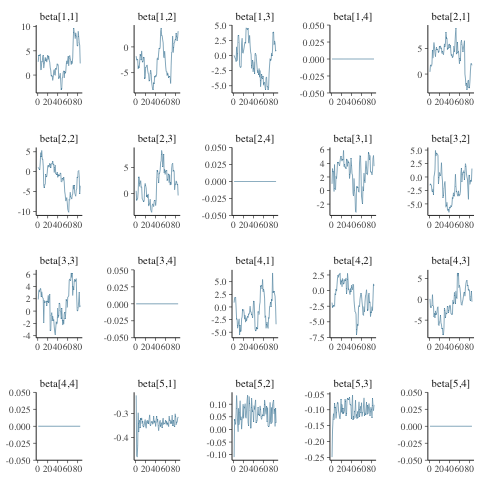 beta[1,1] beta[1,2] beta[1,3] beta[1,4] beta[2,1]
10 5 0
0 -5
5.0 2.5 0.0 -2.5 -5.0
0.050 0.025 0.000 -0.025 -0.050
5 0
0 20406080 0 20406080 0 20406080 0 20406080 0 20406080
beta[2,2] beta[2,3] beta[2,4] beta[3,1] beta[3,2]
5 0 -5 -10
5 0
0.050 0.025 0.000 -0.025 -0.050
6 4 2 0 -2
5.0 2.5 0.0 -2.5 -5.0
0 20406080 0 20406080 0 20406080 0 20406080 0 20406080
beta[3,3] beta[3,4] beta[4,1] beta[4,2] beta[4,3]
6 4 2 0 -2 -4
0.050 0.025 0.000 -0.025 -0.050
5.0 2.5 0.0 -2.5 -5.0
2.5 0.0 -2.5 -5.0 -7.5
5 0 -5
0 20406080 0 20406080 0 20406080 0 20406080 0 20406080
beta[4,4] beta[5,1] beta[5,2] beta[5,3] beta[5,4]
0.050 0.025 0.000 -0.025 -0.050
-0.3 -0.4
0.10 0.05 0.00 -0.05 -0.10
-0.05 -0.10 -0.15 -0.20 -0.25
0.050 0.025 0.000 -0.025 -0.050
0 20406080 0 20406080 0 20406080 0 20406080 0 20406080